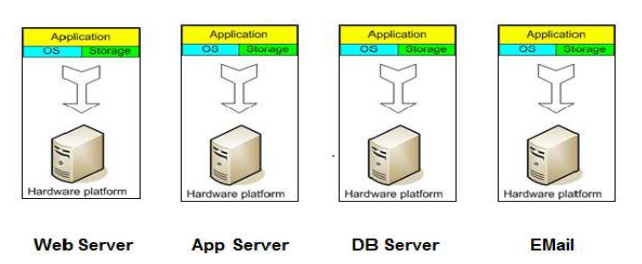 Application
OS Storage
Hardware platform
Web Server
Application
OS Storage
Hardware platform
App Server
Application
OS Storage
Hardware platform
DB Server
Application
OS Storage
Hardware platform
EMail